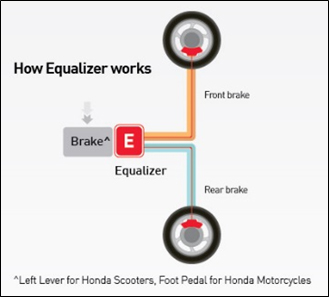 How Equalizer works
Front brake
Brake^
E
Equalizer
Rear brake
^Left Lever for Honda Scooters, Foot Pedal for Honda Motorcycles